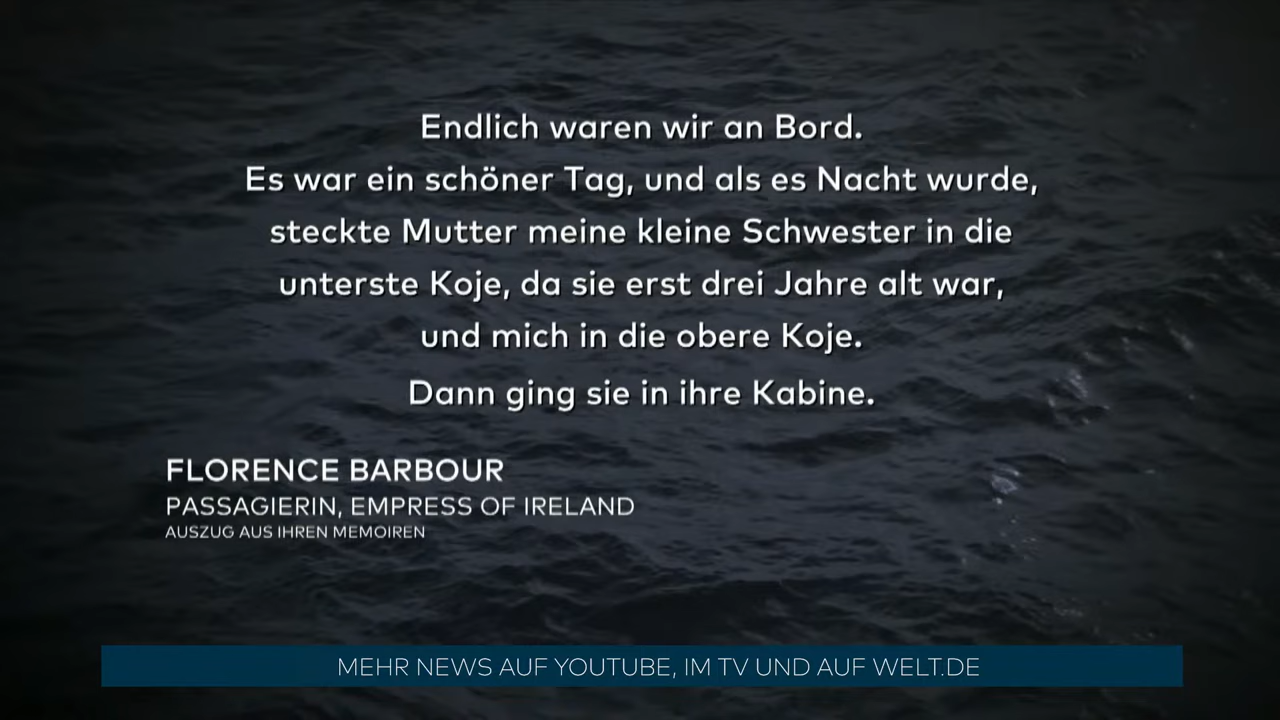 Endlich waren wir an Bord.
Es war ein schöner Tag, und als es Nacht wurde,
steckte Mutter meine kleine Schwester in die
unterste Koje, da sie erst drei Jahre alt war,
und mich in die obere Koje.
Dann ging sie in ihre Kabine.
FLORENCE BARBOUR
PASSAGIERIN, EMPRESS OF IRELAND
AUSZUG AUS IHREN MEMOIREN
MEHR NEWS AUF YOUTUBE, IM TV UND AUF WELT.DE